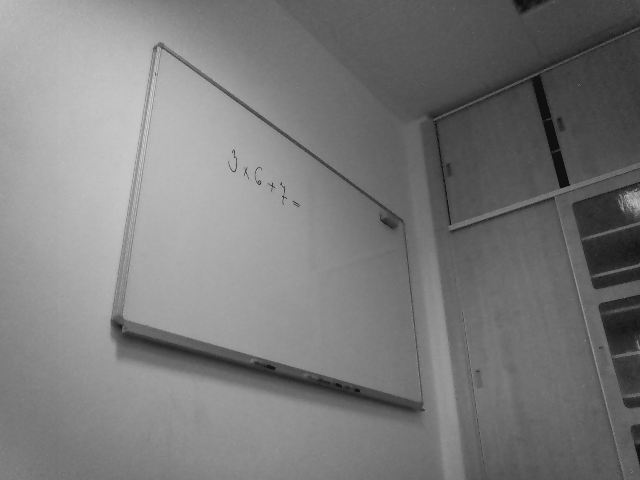 3 x 6 + 7 =